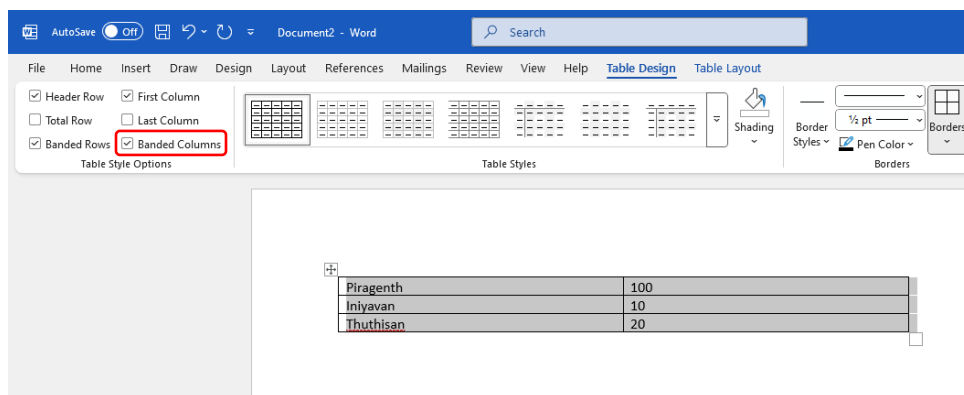 AutoSave Off Document2 - Word Search
File Home Insert Draw Design Layout References Mailings Review View Help Table Design Table Layout
Header Row First Column
Total Row Last Column
Banded Rows Banded Columns
Table Style Options
Table Styles
Shading
Border Styles
½ pt
Pen Color
Borders
Borders
Piragenth 100
Iniyavan 10
Thuthisan 20